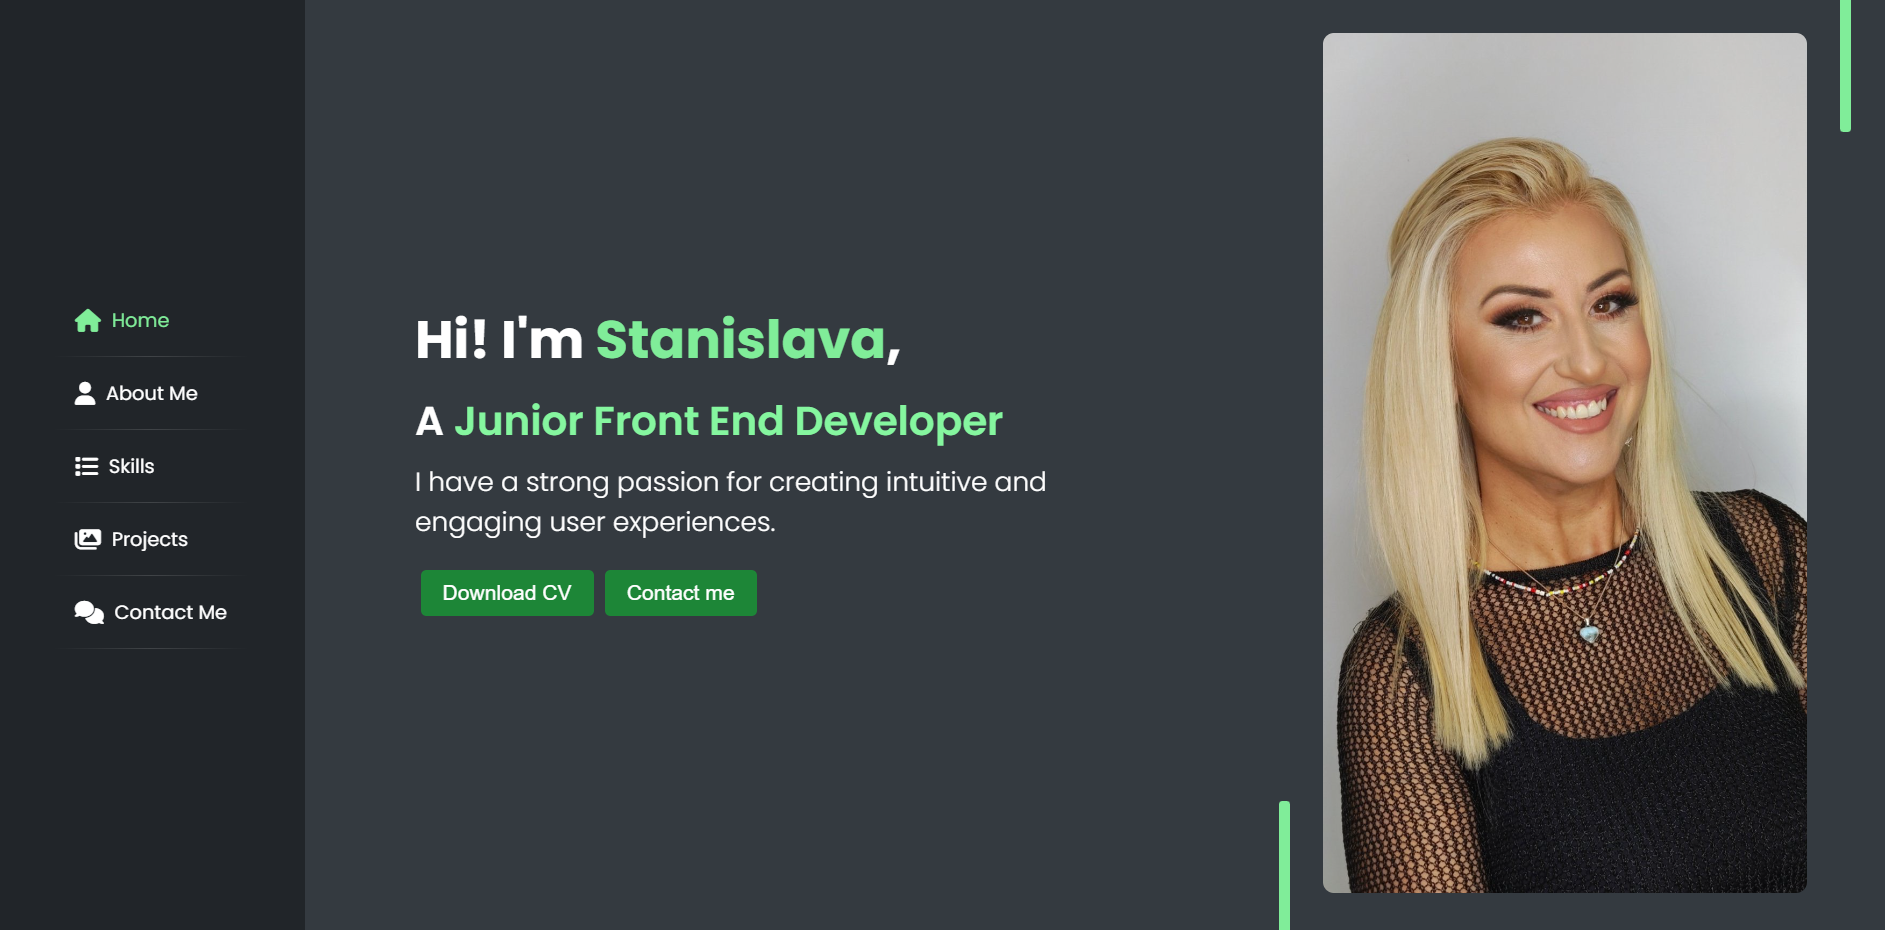 Home
About Me
Skills
Projects
Contact Me
Hi! I'm Stanislava,
A Junior Front End Developer
I have a strong passion for creating intuitive and
engaging user experiences.
Download CV
Contact me